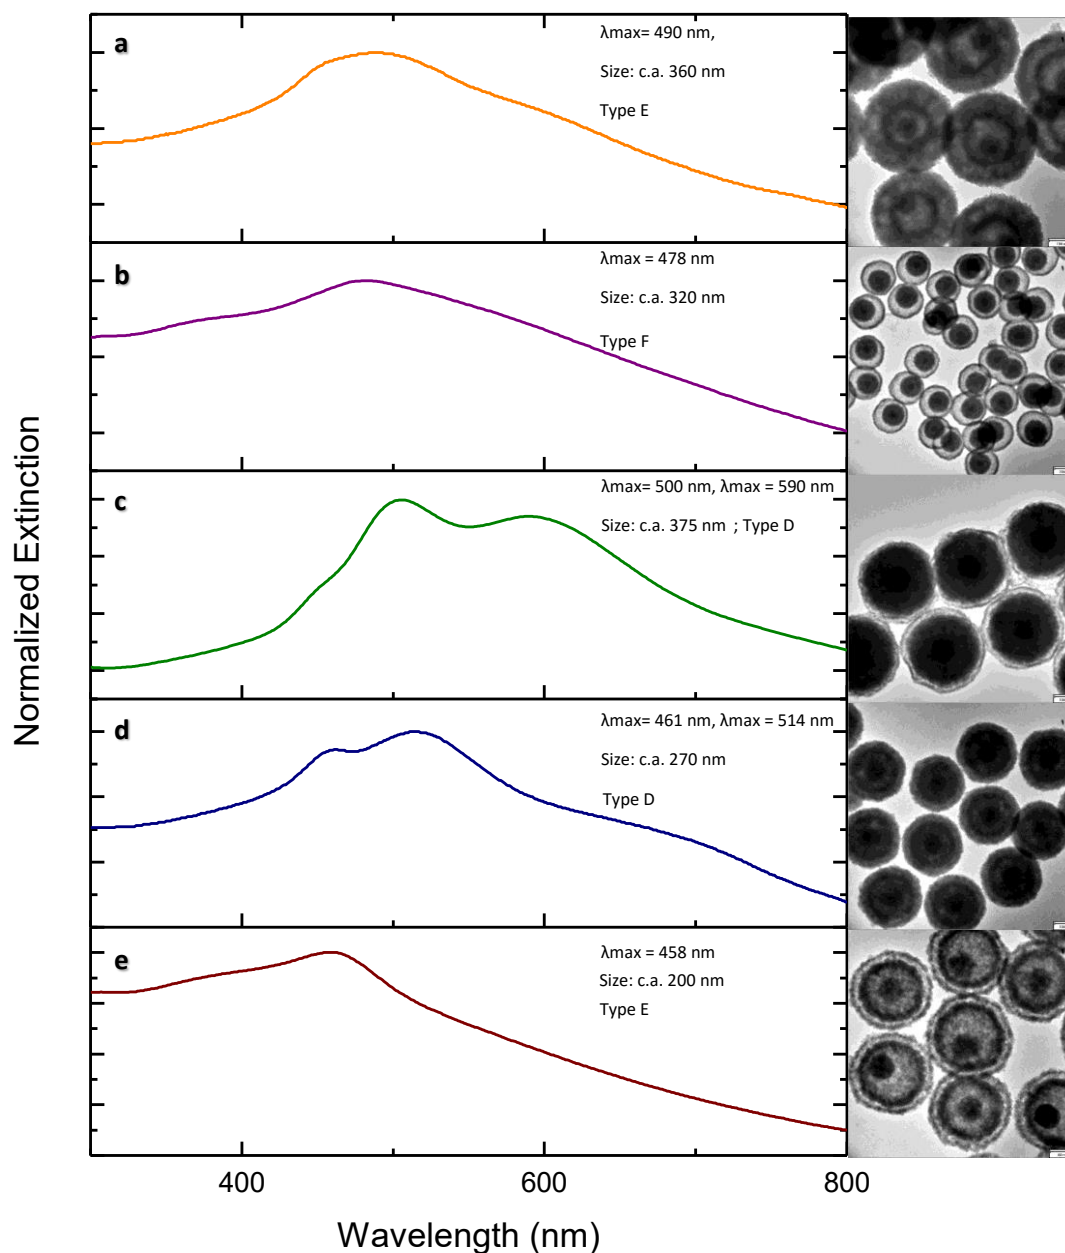 a
λmax= 490 nm,
Size: c.a. 360 nm
Type E
b
λmax = 478 nm
Size: c.a. 320 nm
Type F
c
λmax= 500 nm, λmax = 590 nm
Size: c.a. 375 nm ; Type D
d
λmax= 461 nm, λmax = 514 nm
Size: c.a. 270 nm
Type D
e
λmax = 458 nm
Size: c.a. 200 nm
Type E
Normalized Extinction
400 600 800
Wavelength (nm)